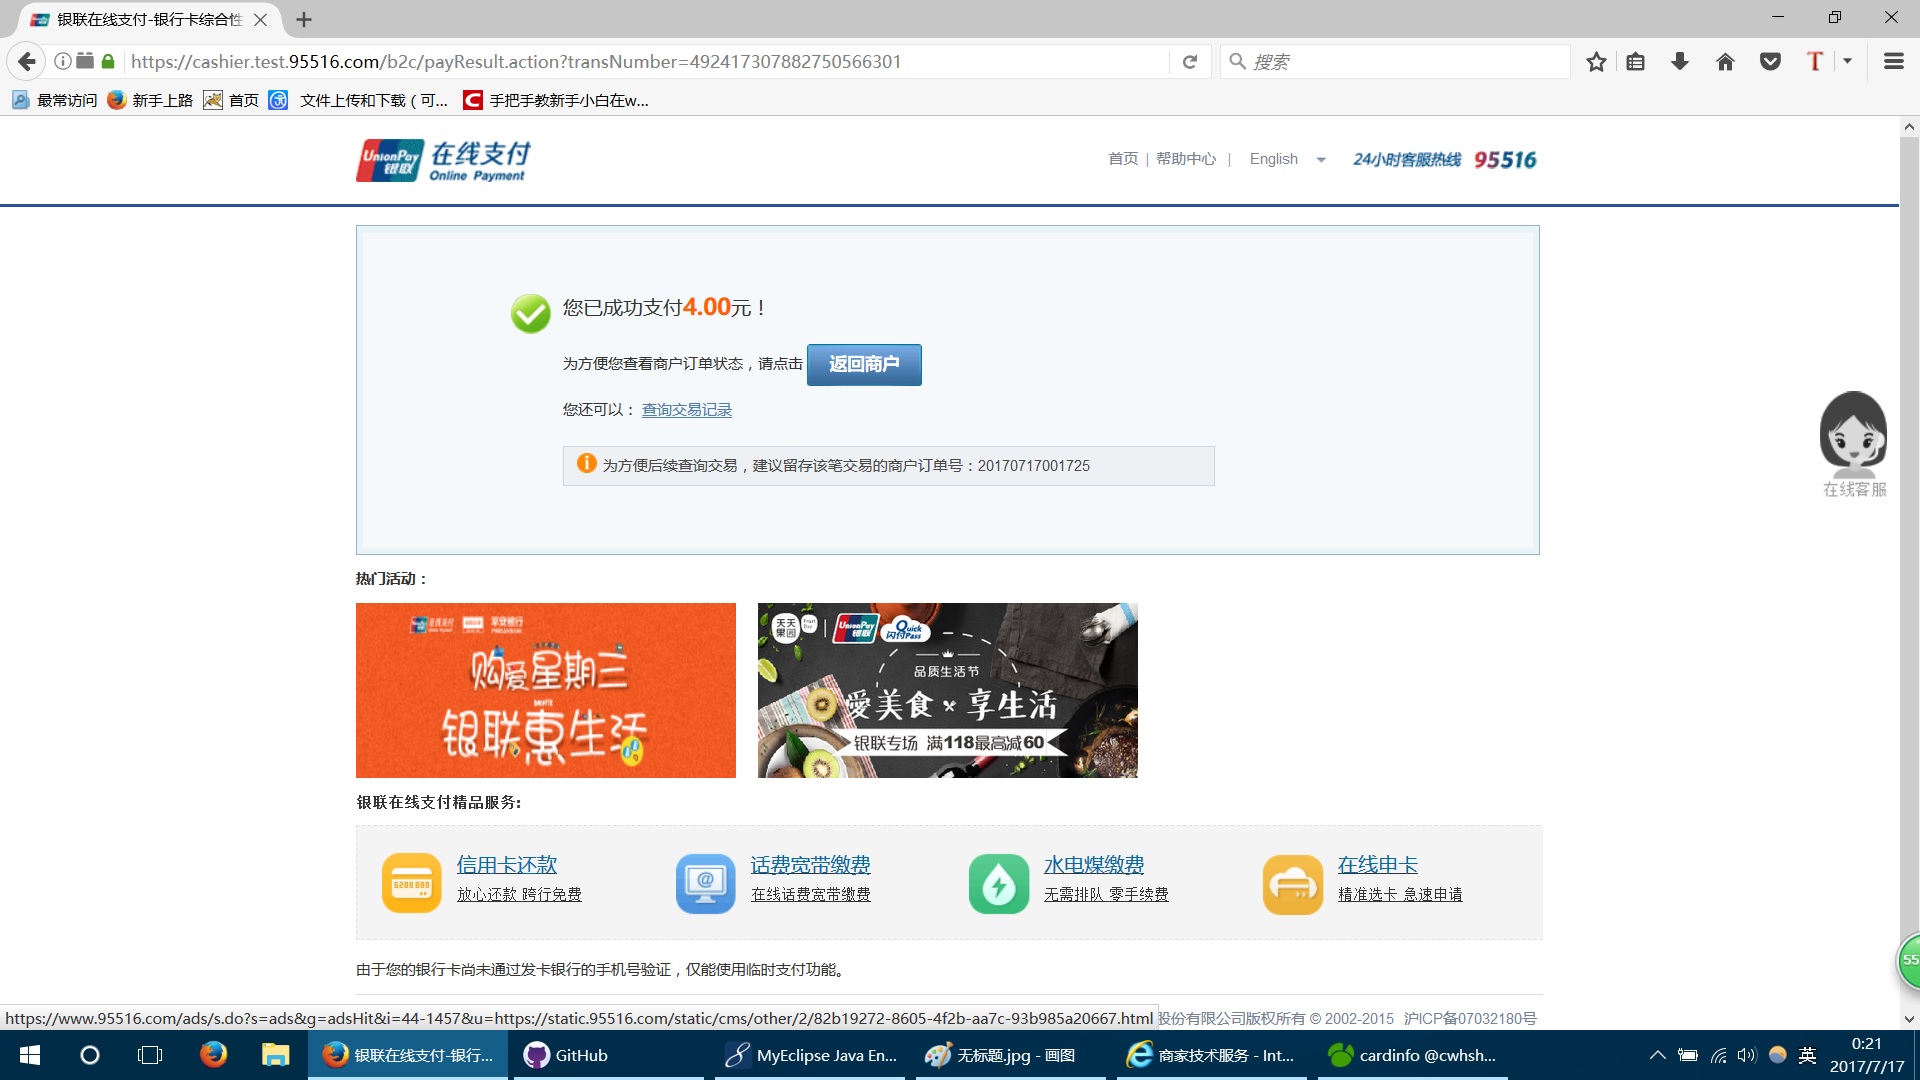 银联在线支付-银行卡综合性
https://cashier.test.95516.com/b2c/payResult.action?transNumber=492417307882750566301
搜索
最常访问 新手上路 首页 文件上传和下载（可... 手把手教新手小白在w...
UnionPay 银联 在线支付
Online Payment
首页 | 帮助中心 | English 24小时客服热线 95516
您已成功支付4.00元！
为方便您查看商户订单状态，请点击 返回商户
您还可以： 查询交易记录
为方便后续查询交易，建议留存该笔交易的商户订单号：20170717001725
在线客服
热门活动：
购爱星期三
银联惠生活
天天果园 UnionPay 银联 Quick Pass 闪付
品质生活节
愛美食 × 享生活
银联专场 满118最高减60
银联在线支付精品服务:
信用卡还款 话费宽带缴费 水电煤缴费 在线申卡
放心还款 跨行免费 在线话费宽带缴费 无需排队 零手续费 精准选卡 急速申请
由于您的银行卡尚未通过发卡银行的手机号验证，仅能使用临时支付功能。
55
https://www.95516.com/ads/s.do?s=ads&g=adsHit&i=44-1457&u=https://static.95516.com/static/cms/other/2/82b19272-8605-4f2b-aa7c-93b985a20667.html 股份有限公司版权所有 © 2002-2015 沪ICP备07032180号
银联在线支付-银行... GitHub MyEclipse Java En... 无标题.jpg - 画图 商家技术服务 - Int... cardinfo @cwhsh... 英 0:21
2017/7/17